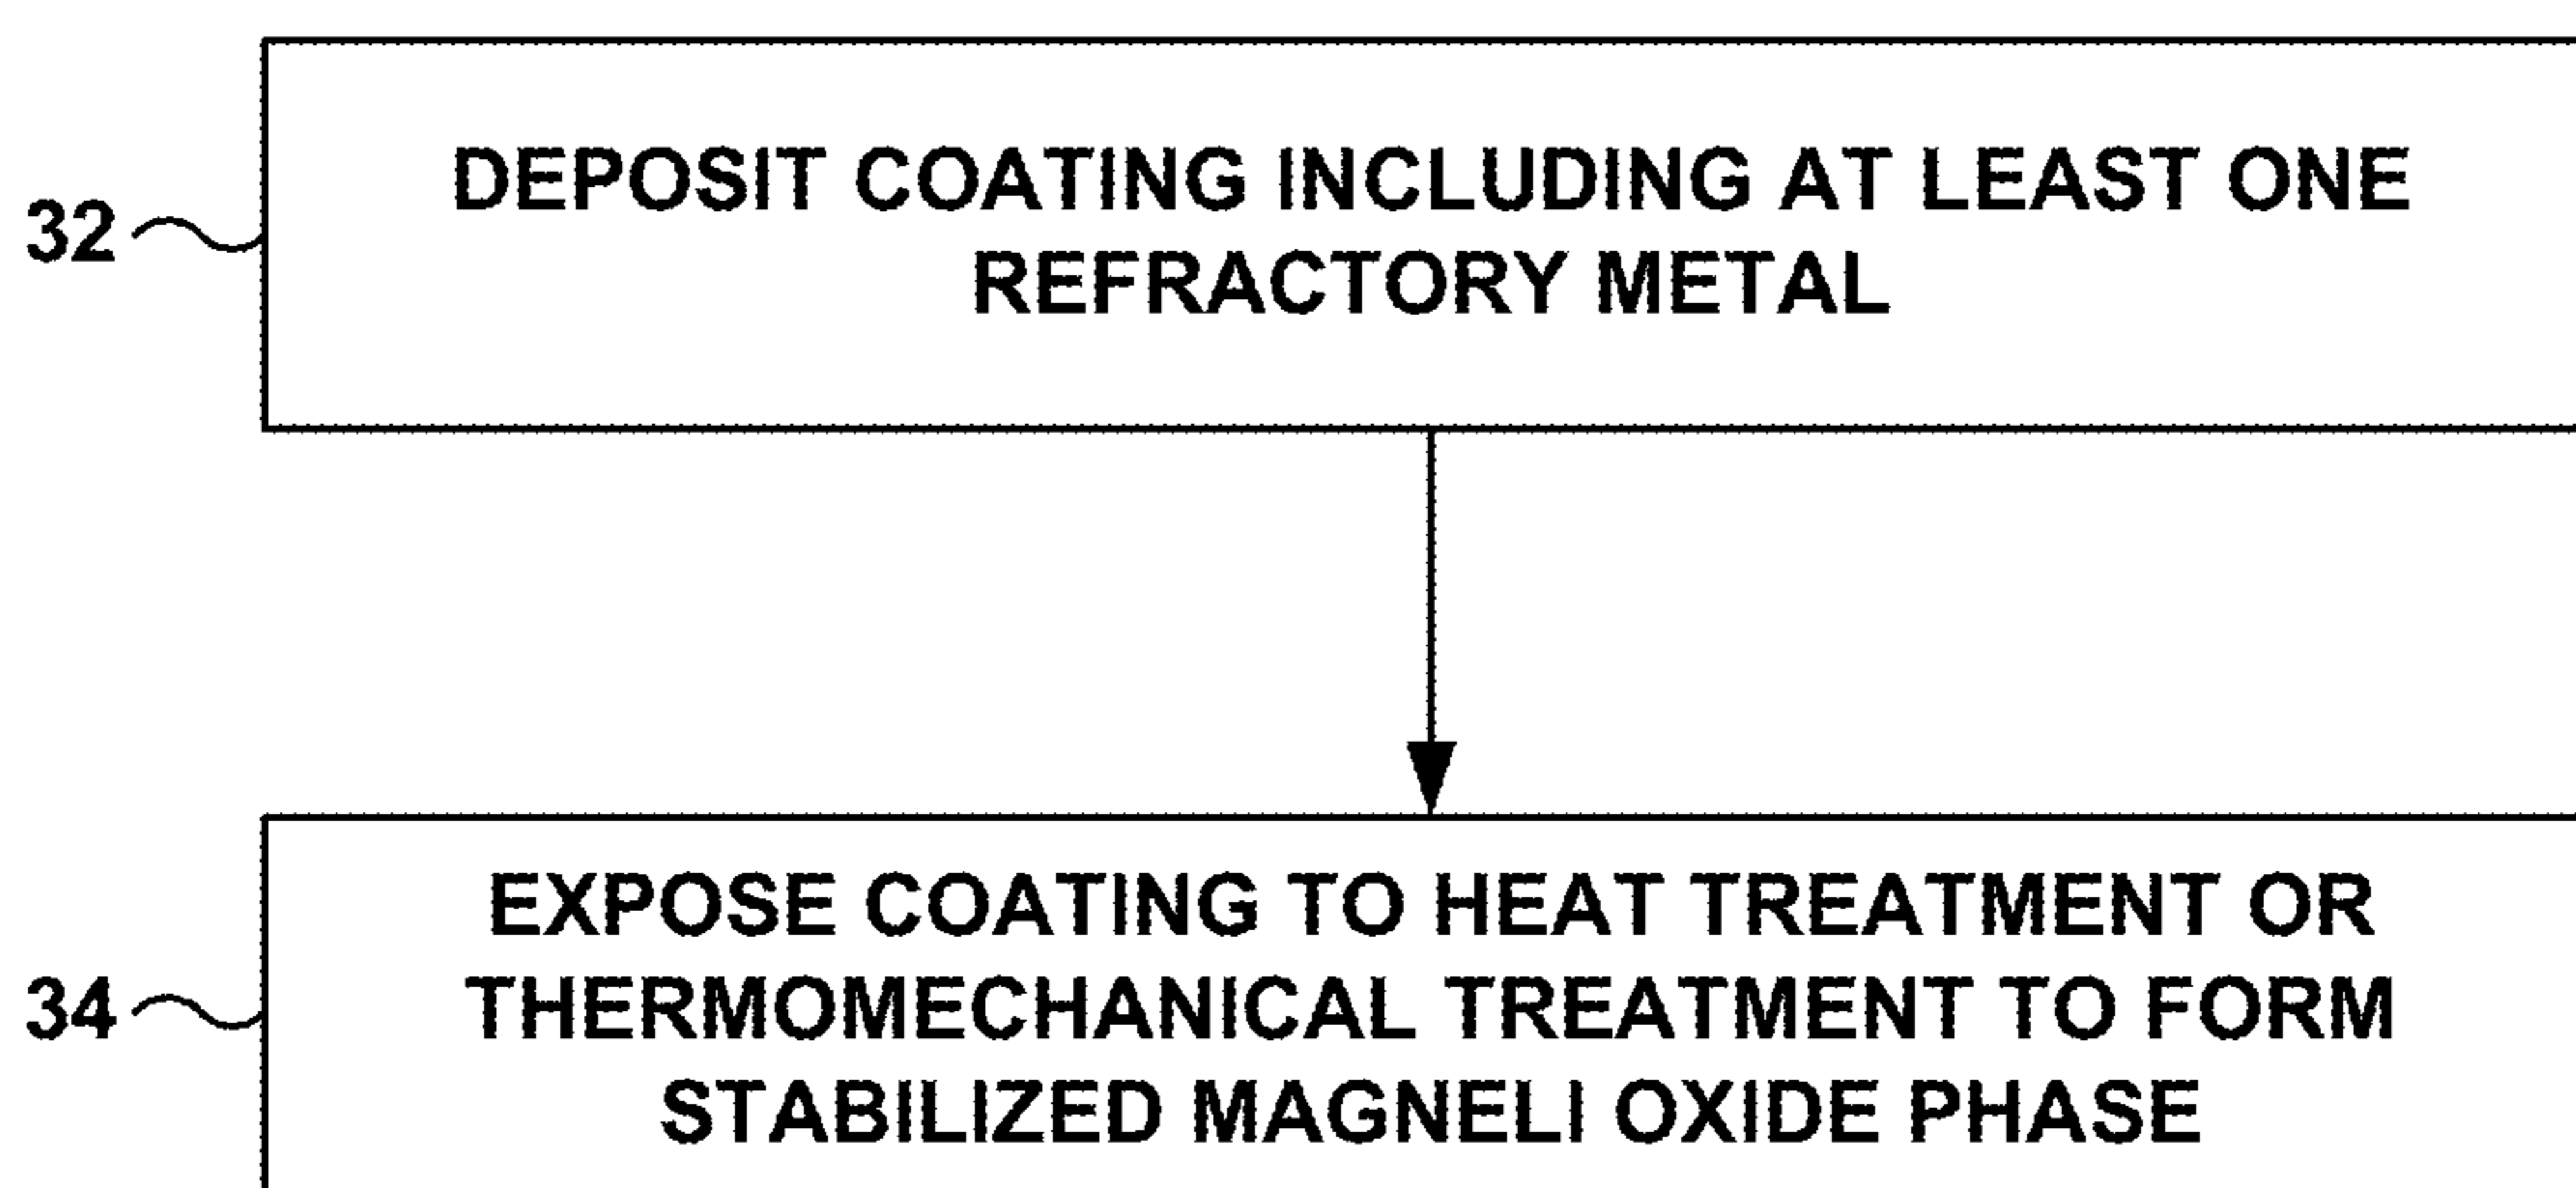 DEPOSIT COATING INCLUDING AT LEAST ONE
REFRACTORY METAL
32
EXPOSE COATING TO HEAT TREATMENT OR
THERMOMECHANICAL TREATMENT TO FORM
STABILIZED MAGNELI OXIDE PHASE
34